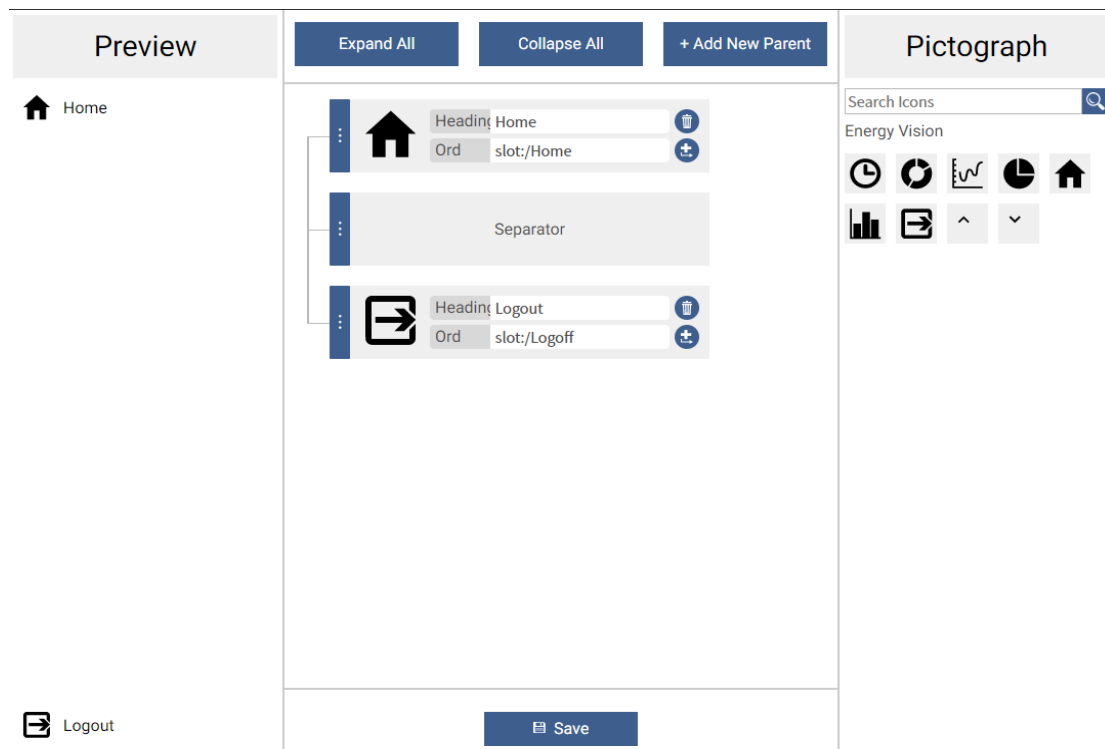 Preview
Home
Logout
Expand All
Collapse All
+ Add New Parent
Heading Home
Ord slot:/Home
Separator
Heading Logout
Ord slot:/Logoff
Save
Pictograph
Search Icons
Energy Vision